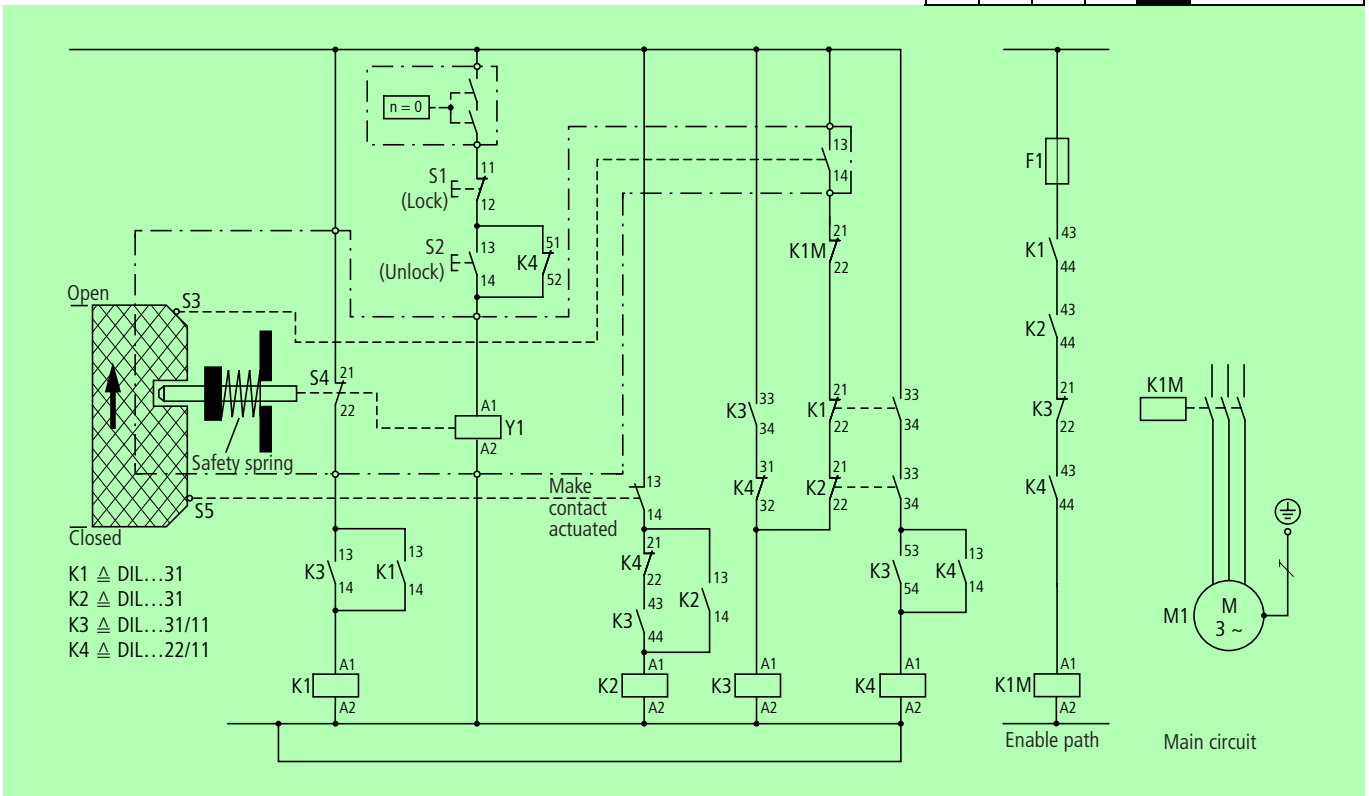 n = 0
13
14
S1
(Lock)
11
12
S2
(Unlock)
13
14
K4
51
52
K1M
21
22
F1
K1
43
44
K2
43
44
Open
S3
S4
21
22
A1
Y1
A2
Safety spring
S5
Closed
K3
33
34
K1
21
22
33
34
K3
21
22
K1M
K4
31
32
K2
21
22
33
34
K4
43
44
Make
contact
actuated
13
14
K3
13
14
K1
13
14
K4
21
22
K3
43
44
K2
13
14
K3
53
54
K4
13
14
K1 ≙ DIL...31
K2 ≙ DIL...31
K3 ≙ DIL...31/11
K4 ≙ DIL...22/11
M1
M
3 ~
K1
A1
A2
K2
A1
A2
K3
A1
A2
K4
A1
A2
K1M
A1
A2
Enable path
Main circuit